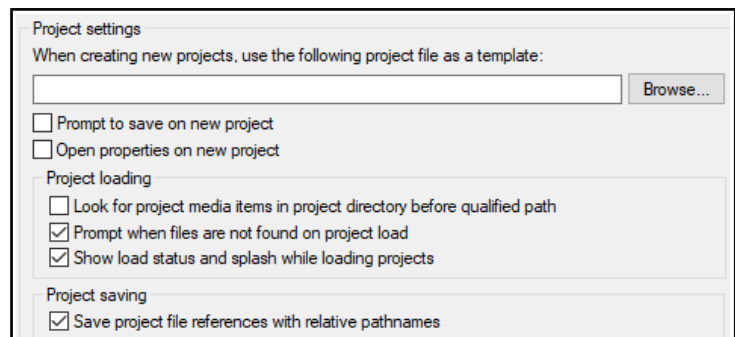 Project settings
When creating new projects, use the following project file as a template:
Browse...
Prompt to save on new project
Open properties on new project
Project loading
Look for project media items in project directory before qualified path
Prompt when files are not found on project load
Show load status and splash while loading projects
Project saving
Save project file references with relative pathnames